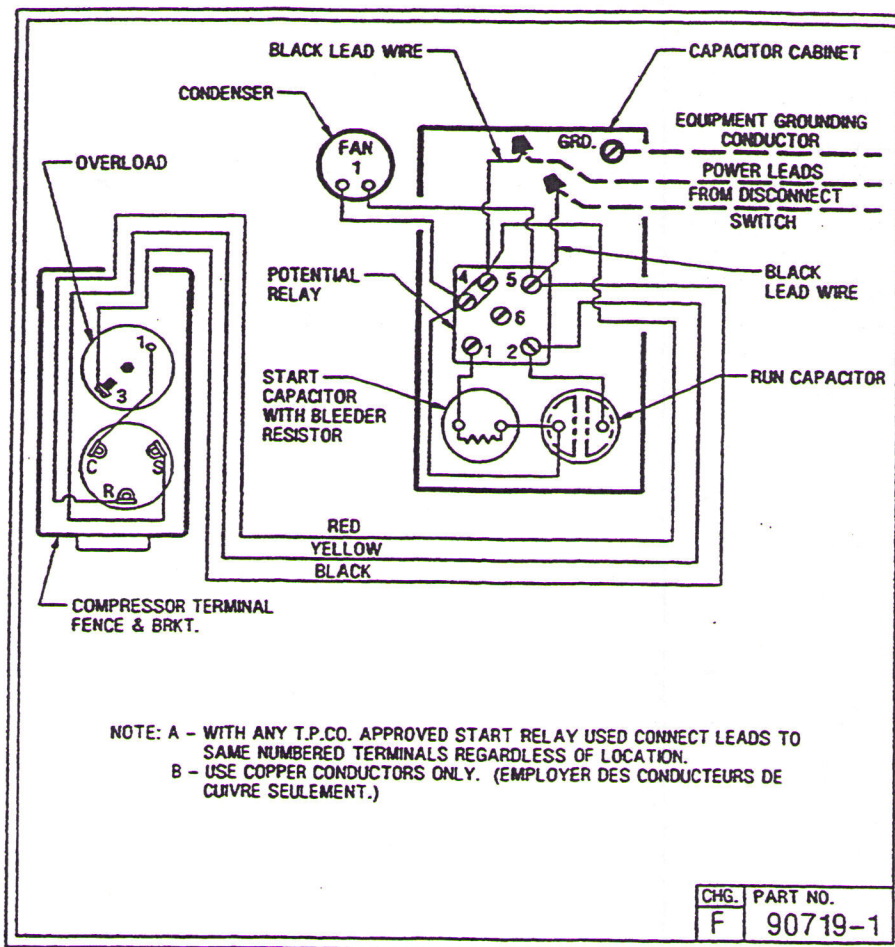 BLACK LEAD WIRE
CAPACITOR CABINET
CONDENSER
EQUIPMENT GROUNDING
CONDUCTOR
GRD.
OVERLOAD
FAN
1
POWER LEADS
FROM DISCONNECT
SWITCH
POTENTIAL
RELAY
4
5
6
1
2
BLACK
LEAD WIRE
1
3
START
CAPACITOR
WITH BLEEDER
RESISTOR
RUN CAPACITOR
C
S
R
RED
YELLOW
BLACK
COMPRESSOR TERMINAL
FENCE & BRKT.
NOTE: A - WITH ANY T.P.CO. APPROVED START RELAY USED CONNECT LEADS TO
SAME NUMBERED TERMINALS REGARDLESS OF LOCATION.
B - USE COPPER CONDUCTORS ONLY. (EMPLOYER DES CONDUCTEURS DE
CUIVRE SEULEMENT.)
CHG. PART NO.
F 90719-1